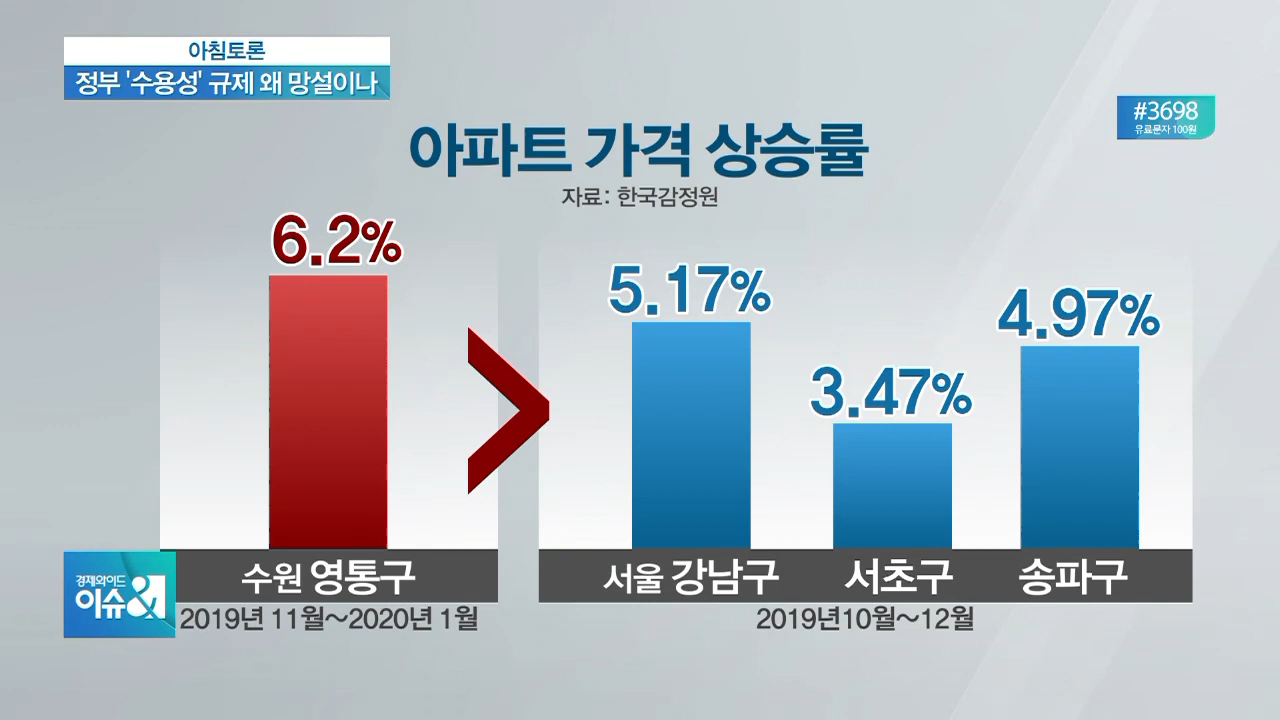 아침토론
정부 '수용성' 규제 왜 망설이나
#3698
유료문자 100원
아파트 가격 상승률
자료: 한국감정원
6.2%
5.17%
3.47%
4.97%
수원 영통구
서울 강남구
서초구
송파구
2019년 11월~2020년 1월
2019년10월~12월
경제와이드
이슈&